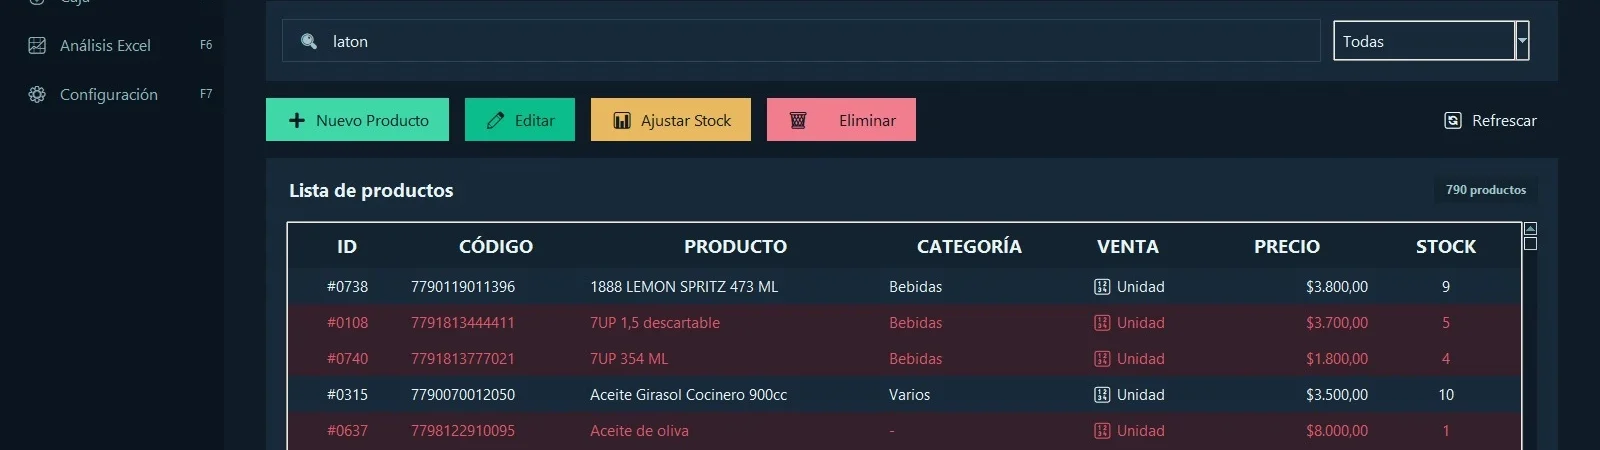 Caja
Análisis Excel F6
Configuración F7
laton
Todas
Nuevo Producto
Editar
Ajustar Stock
Eliminar
Refrescar
Lista de productos
790 productos
ID CÓDIGO PRODUCTO CATEGORÍA VENTA PRECIO STOCK
#0738 7790119011396 1888 LEMON SPRITZ 473 ML Bebidas Unidad $3.800,00 9
#0108 7791813444411 7UP 1,5 descartable Bebidas Unidad $3.700,00 5
#0740 7791813777021 7UP 354 ML Bebidas Unidad $1.800,00 4
#0315 7790070012050 Aceite Girasol Cocinero 900cc Varios Unidad $3.500,00 10
#0637 7798122910095 Aceite de oliva - Unidad $8.000,00 1